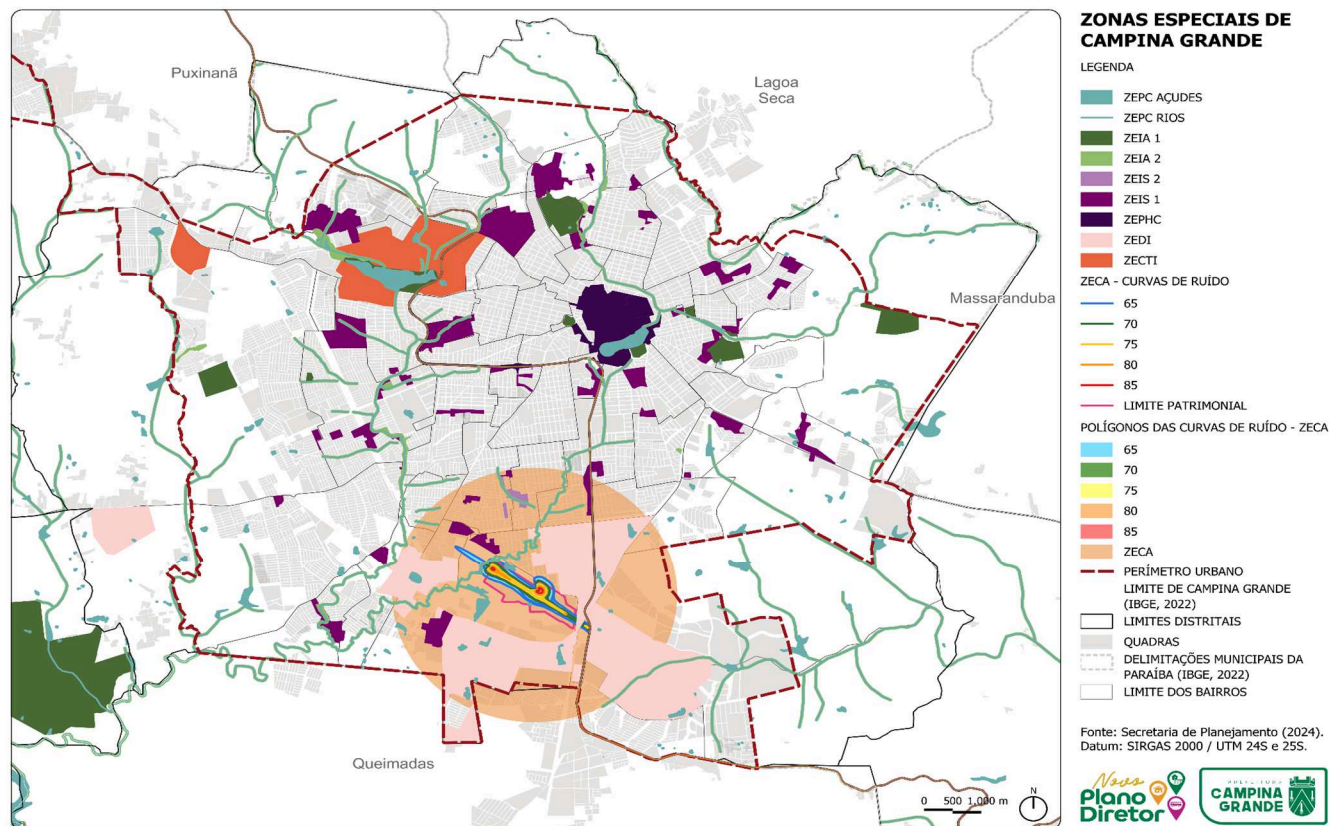 ZONAS ESPECIAIS DE
CAMPINA GRANDE
LEGENDA
ZEPC AÇUDES
ZEPC RIOS
ZEIA 1
ZEIA 2
ZEIS 2
ZEIS 1
ZEPHC
ZEDI
ZECTI
ZECA - CURVAS DE RUÍDO
65
70
75
80
85
LIMITE PATRIMONIAL
POLÍGONOS DAS CURVAS DE RUÍDO - ZECA
65
70
75
80
85
ZECA
PERÍMETRO URBANO
LIMITE DE CAMPINA GRANDE
(IBGE, 2022)
LIMITES DISTRITAIS
QUADRAS
DELIMITAÇÕES MUNICIPAIS DA
PARAÍBA (IBGE, 2022)
LIMITE DOS BAIRROS
Fonte: Secretaria de Planejamento (2024).
Datum: SIRGAS 2000 / UTM 24S e 25S.
Novo
Plano
Diretor
PREFEITURA
CAMPINA
GRANDE
Puxinanã
Lagoa
Seca
Massaranduba
Queimadas
0 500 1.000 m
N